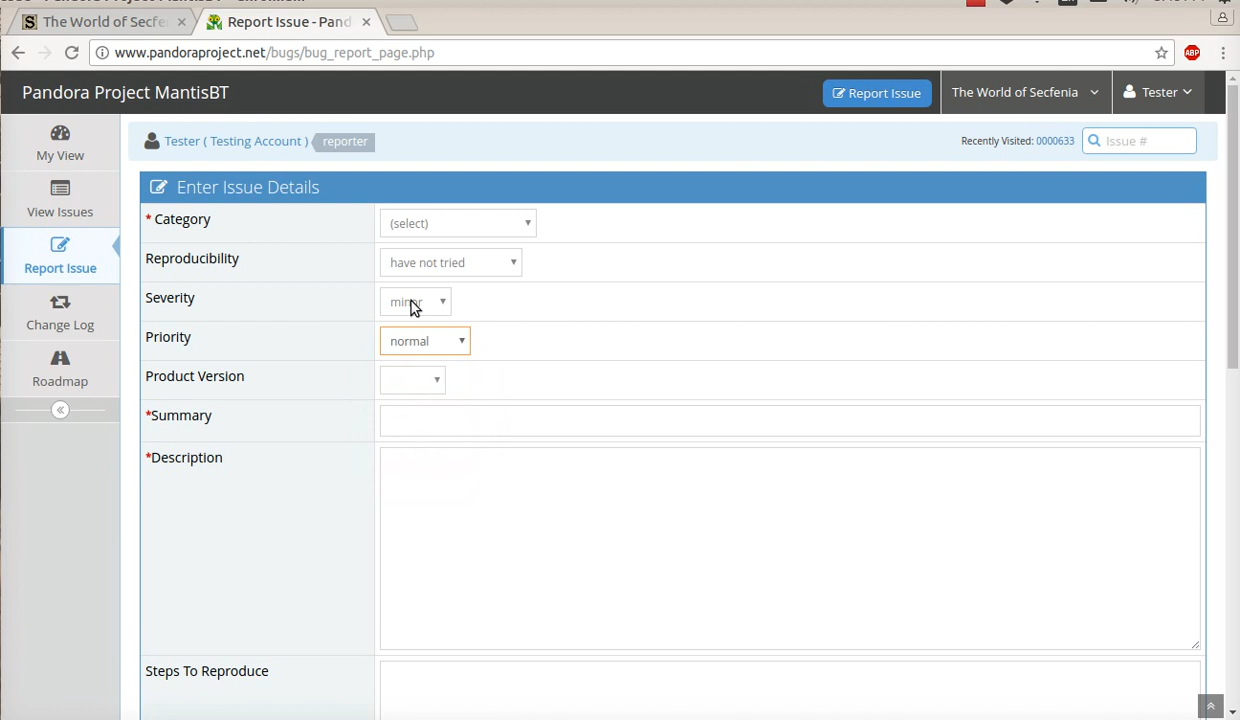 The World of Secfe
Report Issue - Pand
www.pandoraproject.net/bugs/bug_report_page.php
ABP
Pandora Project MantisBT
Report Issue
The World of Secfenia
Tester
My View
View Issues
Report Issue
Change Log
Roadmap
Tester ( Testing Account )
reporter
Recently Visited: 0000633
Issue #
Enter Issue Details
* Category
(select)
Reproducibility
have not tried
Severity
minor
Priority
normal
Product Version
*Summary
*Description
Steps To Reproduce